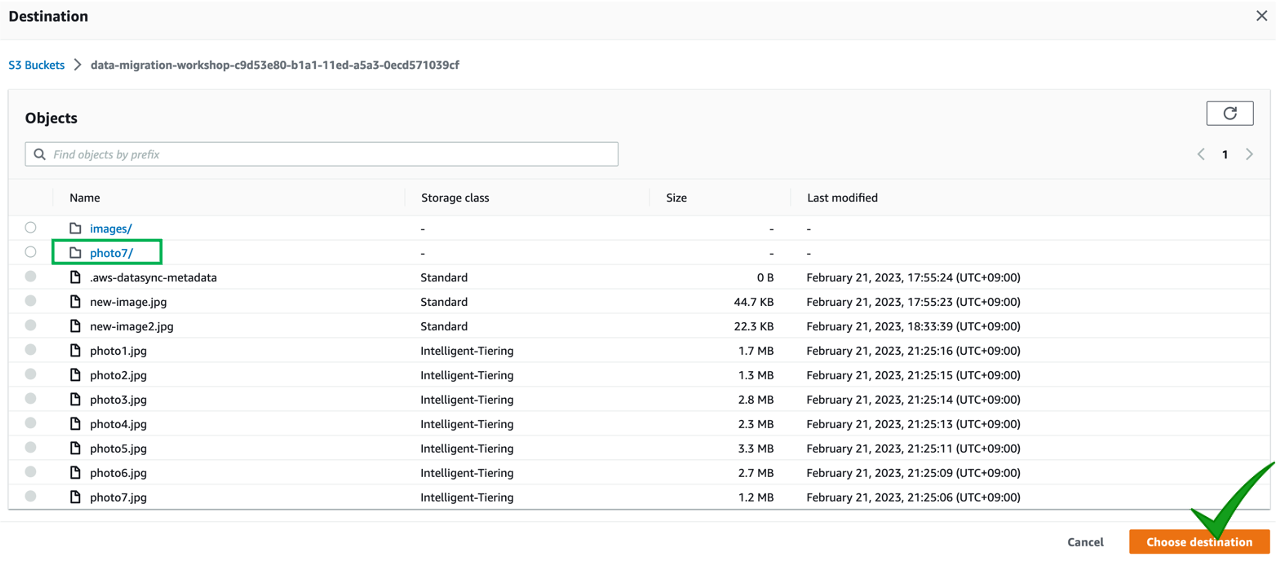 Destination
S3 Buckets > data-migration-workshop-c9d53e80-b1a1-11ed-a5a3-0ecd571039cf
Objects
Find objects by prefix
1
Name Storage class Size Last modified
images/ - - -
photo7/ - - -
.aws-datasync-metadata Standard 0 B February 21, 2023, 17:55:24 (UTC+09:00)
new-image.jpg Standard 44.7 KB February 21, 2023, 17:55:23 (UTC+09:00)
new-image2.jpg Standard 22.3 KB February 21, 2023, 18:33:39 (UTC+09:00)
photo1.jpg Intelligent-Tiering 1.7 MB February 21, 2023, 21:25:16 (UTC+09:00)
photo2.jpg Intelligent-Tiering 1.3 MB February 21, 2023, 21:25:15 (UTC+09:00)
photo3.jpg Intelligent-Tiering 2.8 MB February 21, 2023, 21:25:14 (UTC+09:00)
photo4.jpg Intelligent-Tiering 2.3 MB February 21, 2023, 21:25:13 (UTC+09:00)
photo5.jpg Intelligent-Tiering 3.3 MB February 21, 2023, 21:25:11 (UTC+09:00)
photo6.jpg Intelligent-Tiering 2.7 MB February 21, 2023, 21:25:09 (UTC+09:00)
photo7.jpg Intelligent-Tiering 1.2 MB February 21, 2023, 21:25:06 (UTC+09:00)
Cancel Choose destination